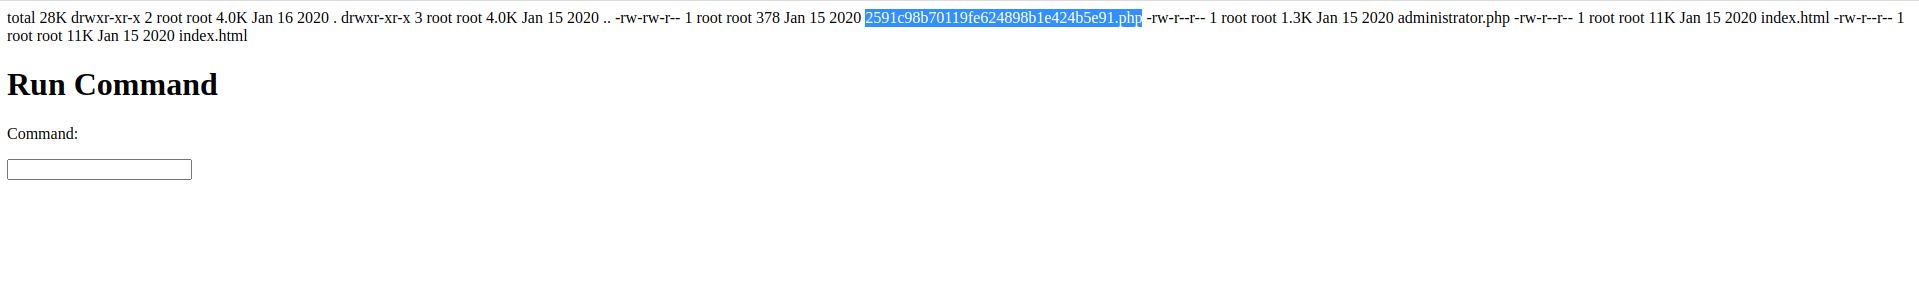 total 28K drwxr-xr-x 2 root root 4.0K Jan 16 2020 . drwxr-xr-x 3 root root 4.0K Jan 15 2020 .. -rw-rw-r-- 1 root root 378 Jan 15 2020 2591c98b70119fe624898b1e424b5e91.php -rw-r--r-- 1 root root 1.3K Jan 15 2020 administrator.php -rw-r--r-- 1 root root 11K Jan 15 2020 index.html -rw-r--r-- 1
root root 11K Jan 15 2020 index.html
Run Command
Command: